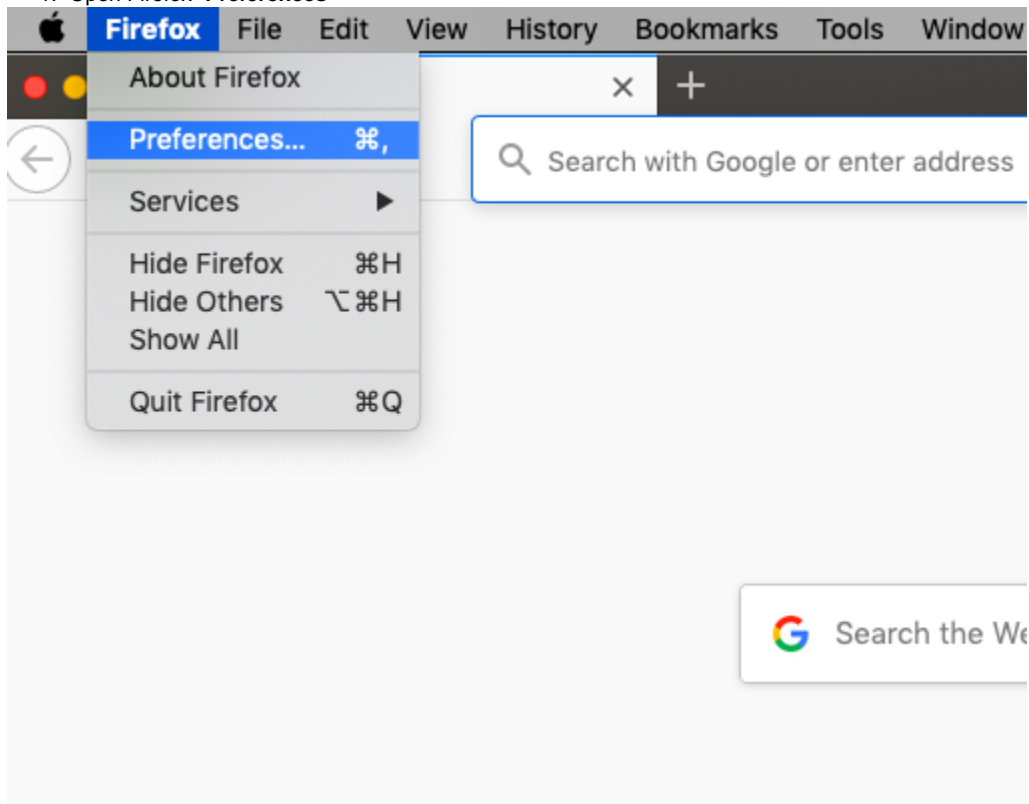 Firefox File Edit View History Bookmarks Tools Window
About Firefox
Preferences... ⌘,
Search with Google or enter address
Services
Hide Firefox ⌘H
Hide Others ⌥⌘H
Show All
Quit Firefox ⌘Q
Search the We